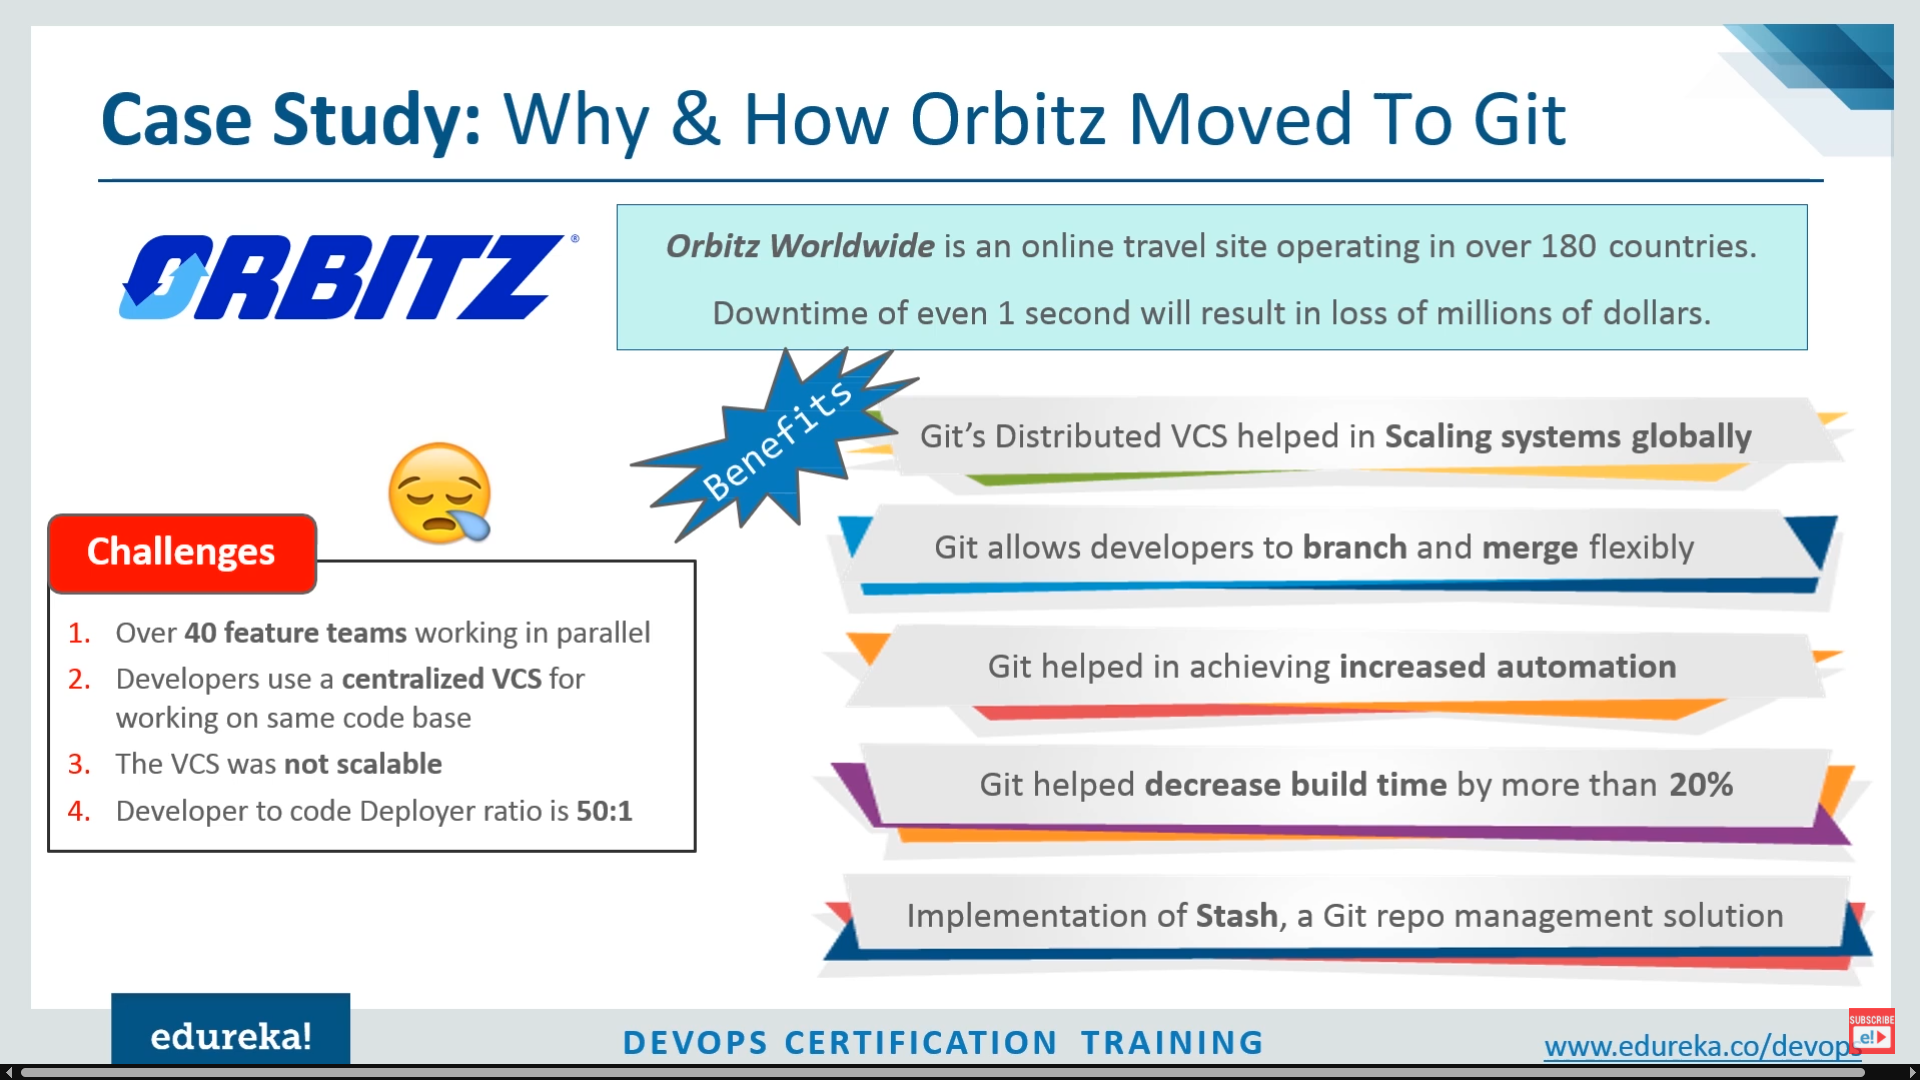 Case Study: Why & How Orbitz Moved To Git
ORBITZ®
Orbitz Worldwide is an online travel site operating in over 180 countries.
Downtime of even 1 second will result in loss of millions of dollars.
Benefits
Challenges
1. Over 40 feature teams working in parallel
2. Developers use a centralized VCS for
working on same code base
3. The VCS was not scalable
4. Developer to code Deployer ratio is 50:1
Git’s Distributed VCS helped in Scaling systems globally
Git allows developers to branch and merge flexibly
Git helped in achieving increased automation
Git helped decrease build time by more than 20%
Implementation of Stash, a Git repo management solution
edureka!
DEVOPS CERTIFICATION TRAINING
www.edureka.co/devops
SUBSCRIBE
e!